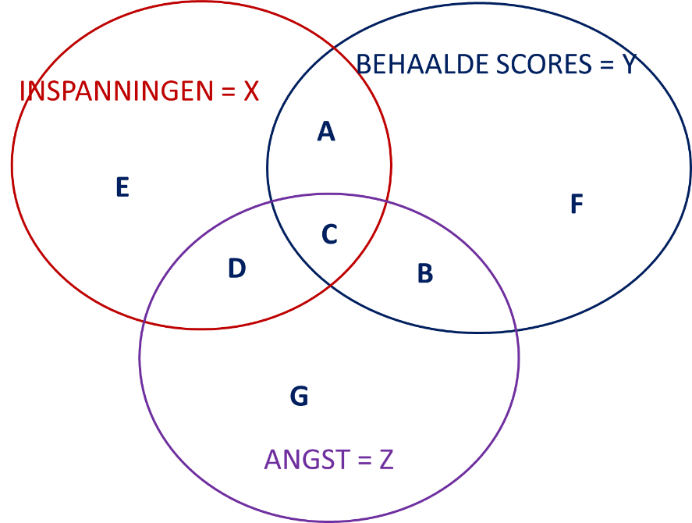 BEHAALDE SCORES = Y
INSPANNINGEN = X
A
E
F
C
D
B
G
ANGST = Z